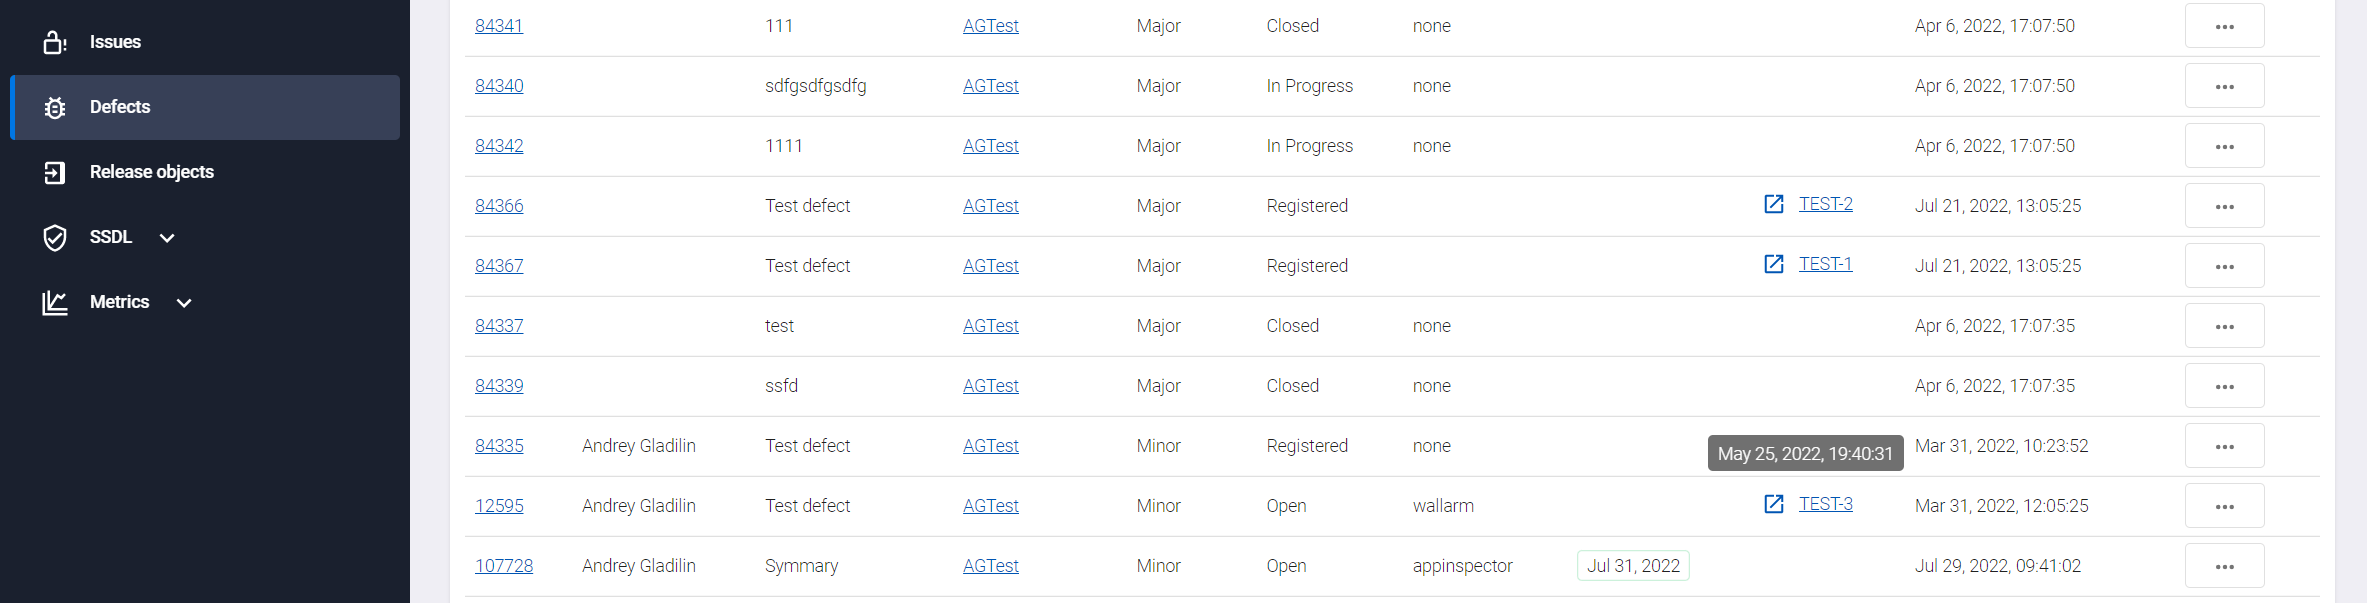 Issues
Defects
Release objects
SSDL
Metrics
84341 111 AGTest Major Closed none Apr 6, 2022, 17:07:50
84340 sdfgsdfgsdfg AGTest Major In Progress none Apr 6, 2022, 17:07:50
84342 1111 AGTest Major In Progress none Apr 6, 2022, 17:07:50
84366 Test defect AGTest Major Registered TEST-2 Jul 21, 2022, 13:05:25
84367 Test defect AGTest Major Registered TEST-1 Jul 21, 2022, 13:05:25
84337 test AGTest Major Closed none Apr 6, 2022, 17:07:35
84339 ssfd AGTest Major Closed none Apr 6, 2022, 17:07:35
84335 Andrey Gladilin Test defect AGTest Minor Registered none Mar 31, 2022, 10:23:52
May 25, 2022, 19:40:31
12595 Andrey Gladilin Test defect AGTest Minor Open wallarm TEST-3 Mar 31, 2022, 12:05:25
107728 Andrey Gladilin Symmary AGTest Minor Open appinspector Jul 31, 2022 Jul 29, 2022, 09:41:02